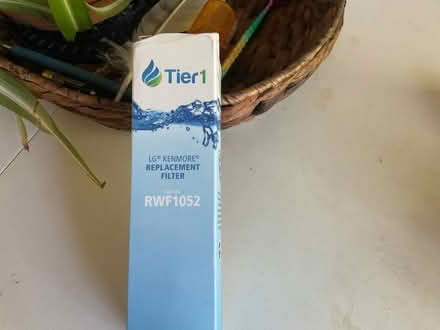 Tier1
LG® KENMORE®
REPLACEMENT
FILTER
RWF1052